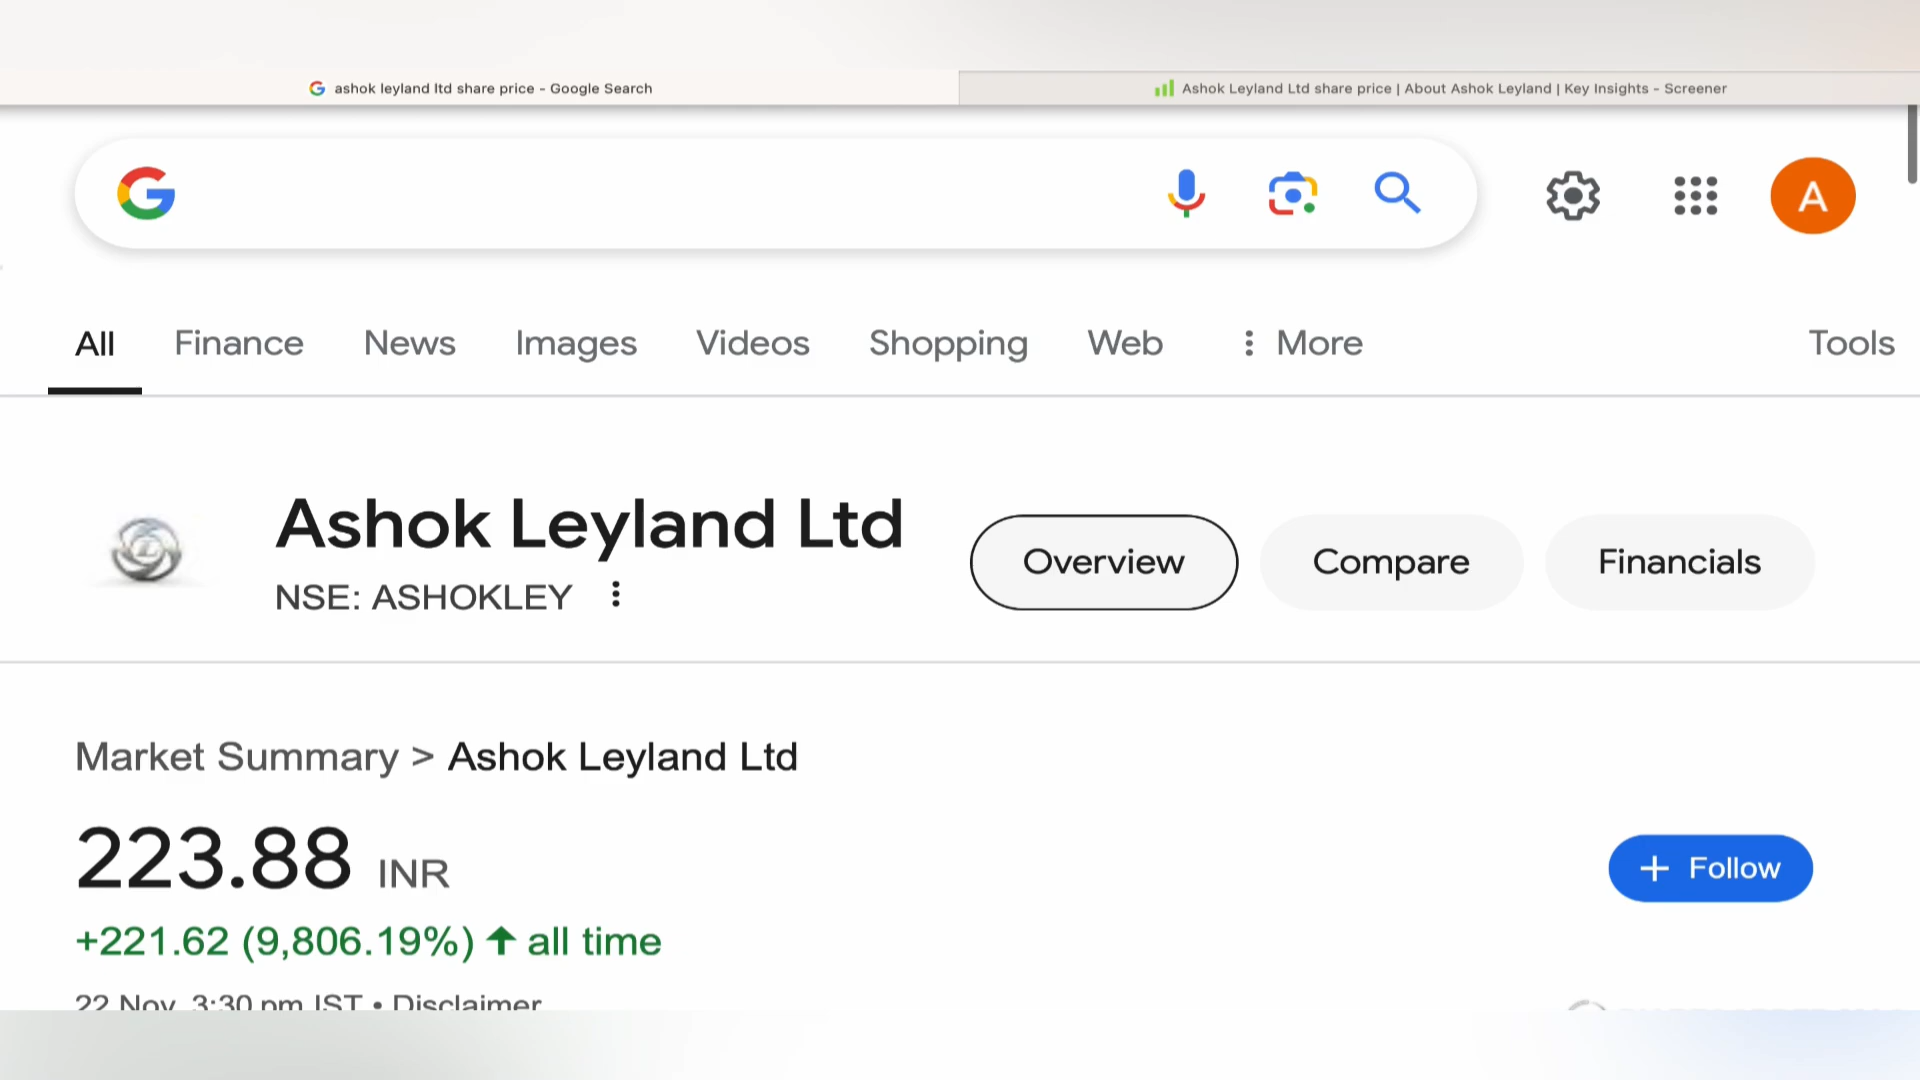 ashok leyland ltd share price - Google Search
Ashok Leyland Ltd share price | About Ashok Leyland | Key Insights - Screener
A
All Finance News Images Videos Shopping Web More Tools
Ashok Leyland Ltd
NSE: ASHOKLEY
Overview Compare Financials
Market Summary > Ashok Leyland Ltd
223.88 INR
+ Follow
+221.62 (9,806.19%) ↑ all time
22 Nov, 3:30 pm IST • Disclaimer